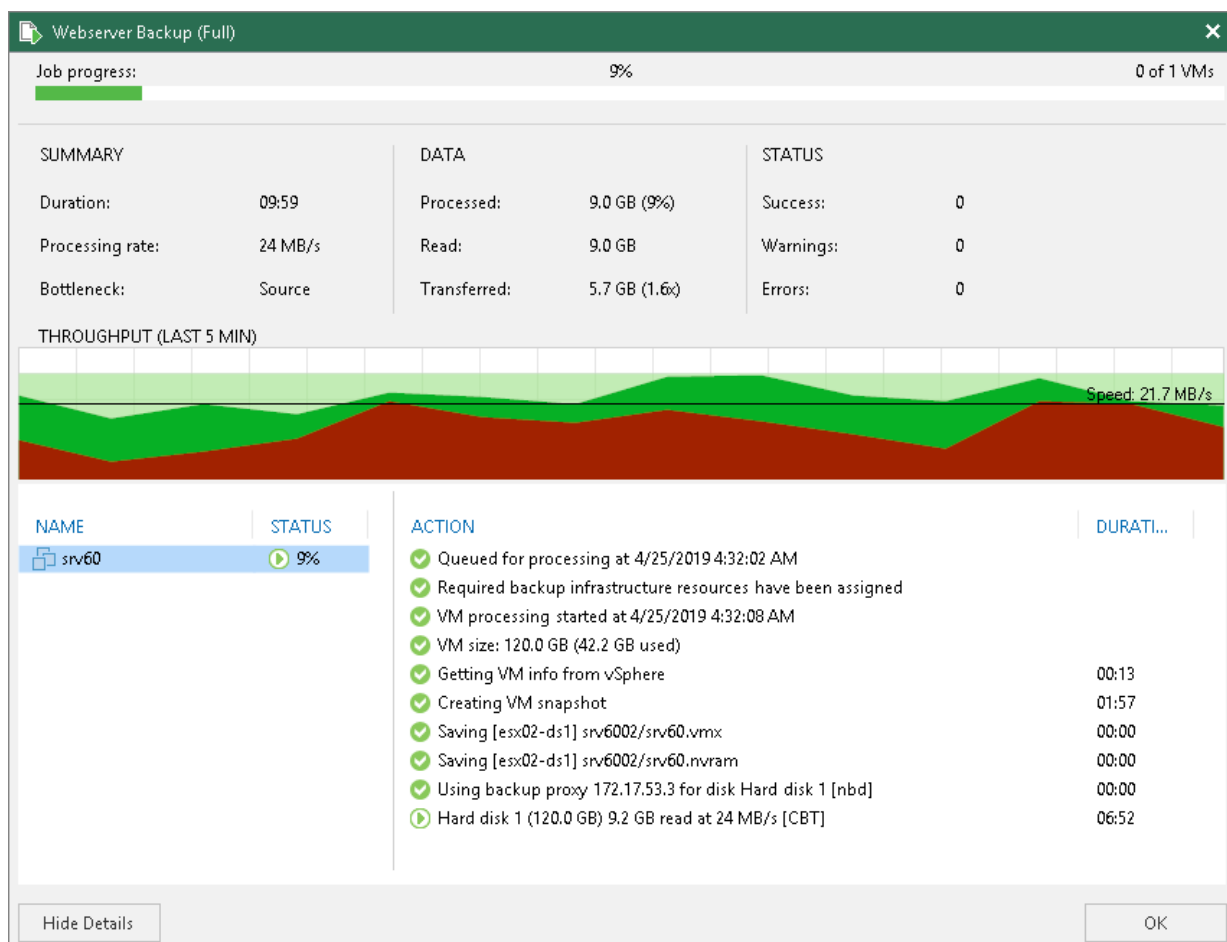 Webserver Backup (Full)
Job progress: 9% 0 of 1 VMs
SUMMARY DATA STATUS
Duration: 09:59 Processed: 9.0 GB (9%) Success: 0
Processing rate: 24 MB/s Read: 9.0 GB Warnings: 0
Bottleneck: Source Transferred: 5.7 GB (1.6x) Errors: 0
THROUGHPUT (LAST 5 MIN)
Speed: 21.7 MB/s
NAME STATUS ACTION DURATI...
srv60 9% Queued for processing at 4/25/2019 4:32:02 AM
Required backup infrastructure resources have been assigned
VM processing started at 4/25/2019 4:32:08 AM
VM size: 120.0 GB (42.2 GB used)
Getting VM info from vSphere 00:13
Creating VM snapshot 01:57
Saving [esx02-ds1] srv6002/srv60.vmx 00:00
Saving [esx02-ds1] srv6002/srv60.nvram 00:00
Using backup proxy 172.17.53.3 for disk Hard disk 1 [nbd] 00:00
Hard disk 1 (120.0 GB) 9.2 GB read at 24 MB/s [CBT] 06:52
Hide Details OK